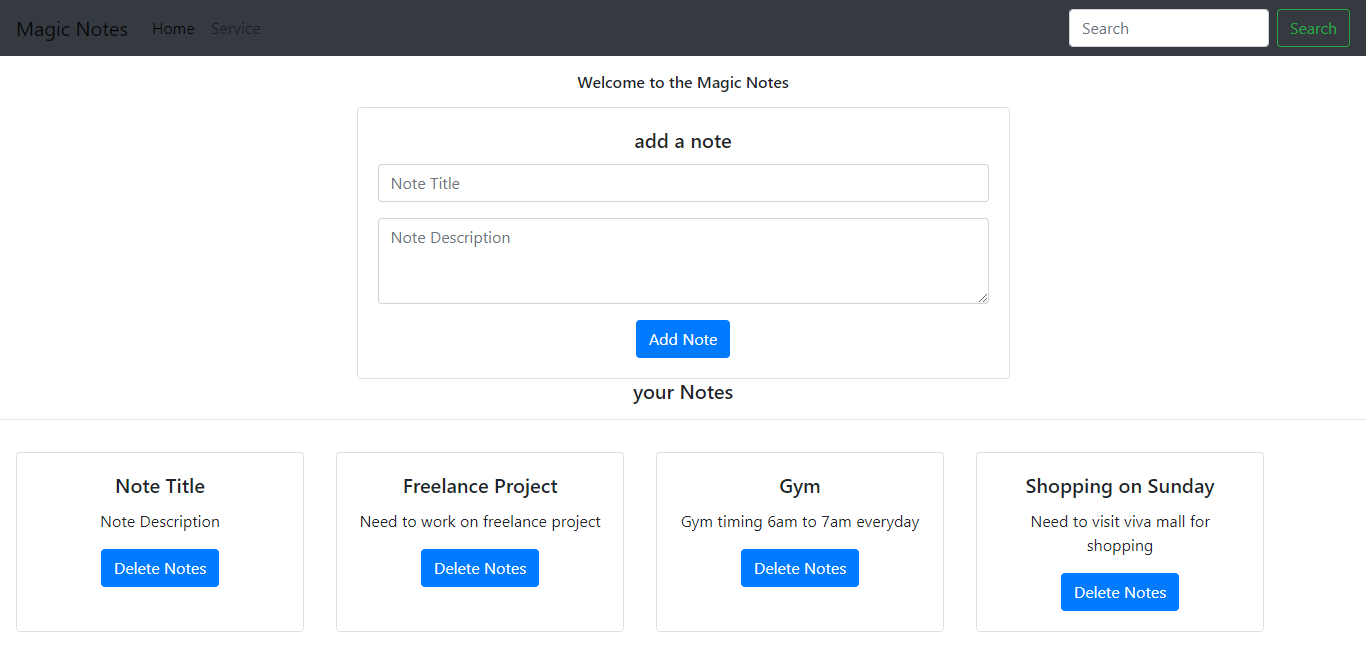 Magic Notes Home Service Search Search
Welcome to the Magic Notes
add a note
Note Title
Note Description
Add Note
your Notes
Note Title
Note Description
Delete Notes
Freelance Project
Need to work on freelance project
Delete Notes
Gym
Gym timing 6am to 7am everyday
Delete Notes
Shopping on Sunday
Need to visit viva mall for
shopping
Delete Notes